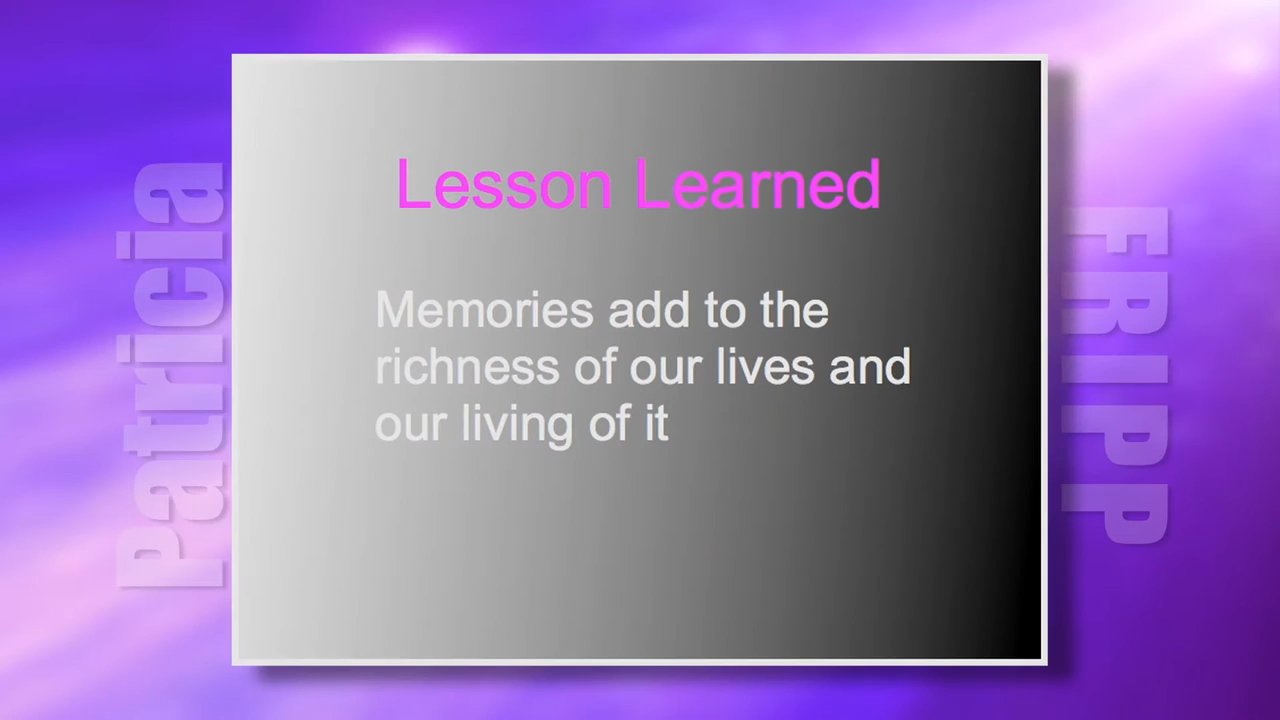 Patricia
Lesson Learned
Memories add to the
richness of our lives and
our living of it
FRIPP